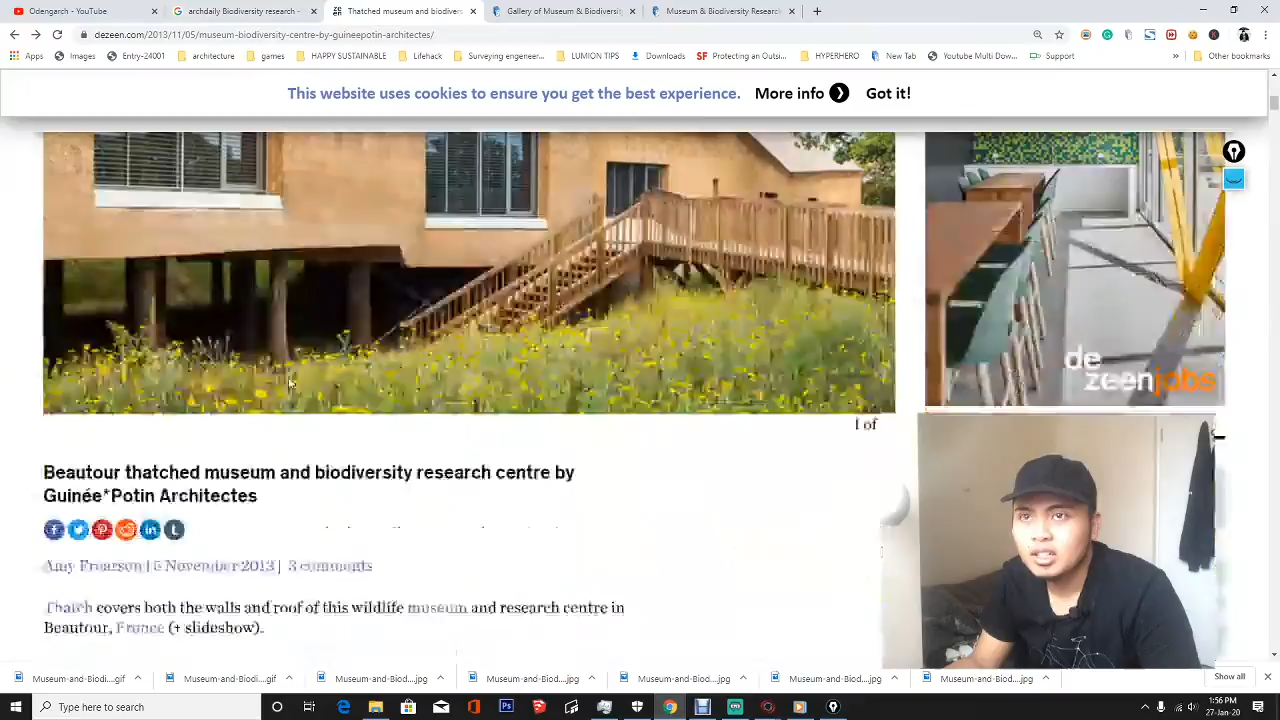 Odengarch - YouTube
archdaily Biodiversity research -
Thatched museum and biodivers
Gallery of Museum & Biodiversity
Museum & Biodiversity Research
dezeen.com/2013/11/05/museum-biodiversity-centre-by-guineepotin-architectes/
Apps
Images
Entry-24001
architecture
games
HAPPY SUSTAINABLE
Lifehack
Surveying engineer...
LUMION TIPS
Downloads
Protecting an Outsi...
HYPERHERO
New Tab
Youtube Multi Dow...
Support
Other bookmarks
This website uses cookies to ensure you get the best experience. More info Got it!
de
zeenjobs
1 of
Beautour thatched museum and biodiversity research centre by
Guinée*Potin Architectes
Amy Frearson | 5 November 2013 | 3 comments
Thatch covers both the walls and roof of this wildlife museum and research centre in
Beautour, France (+ slideshow).
Museum-and-Biodi....gif
Museum-and-Biodi....gif
Museum-and-Biod....jpg
Museum-and-Biod....jpg
Museum-and-Biod....jpg
Museum-and-Biod....jpg
Museum-and-Biod....jpg
Show all
Type here to search
1:56 PM
27-Jan-20